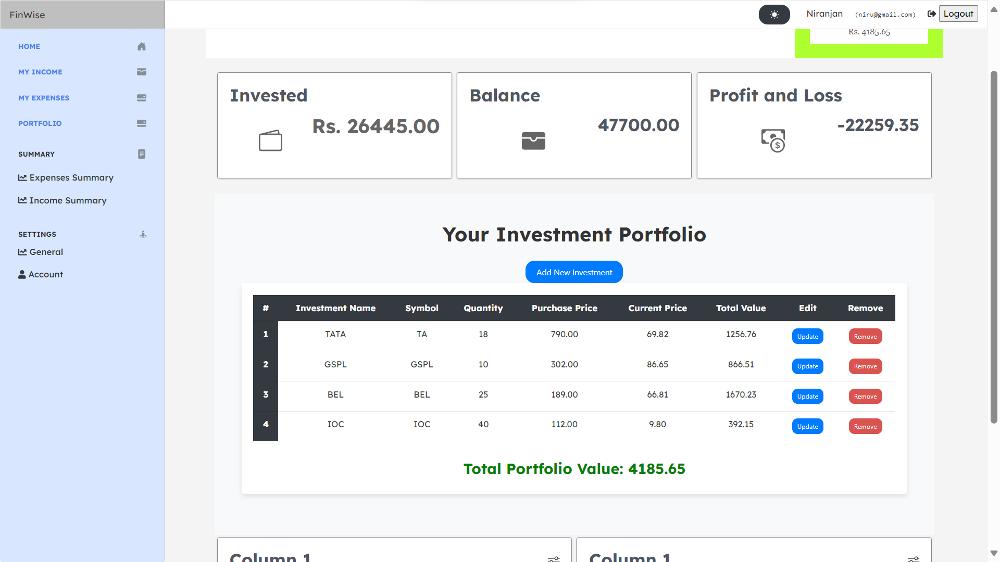 FinWise
Niranjan (niru@gmail.com) Logout
HOME
MY INCOME
MY EXPENSES
PORTFOLIO
SUMMARY
Expenses Summary
Income Summary
SETTINGS
General
Account
Rs. 4185.65
Invested
Rs. 26445.00
Balance
47700.00
Profit and Loss
-22259.35
Your Investment Portfolio
Add New Investment
# Investment Name Symbol Quantity Purchase Price Current Price Total Value Edit Remove
1 TATA TA 18 790.00 69.82 1256.76 Update Remove
2 GSPL GSPL 10 302.00 86.65 866.51 Update Remove
3 BEL BEL 25 189.00 66.81 1670.23 Update Remove
4 IOC IOC 40 112.00 9.80 392.15 Update Remove
Total Portfolio Value: 4185.65
Column 1
Column 1